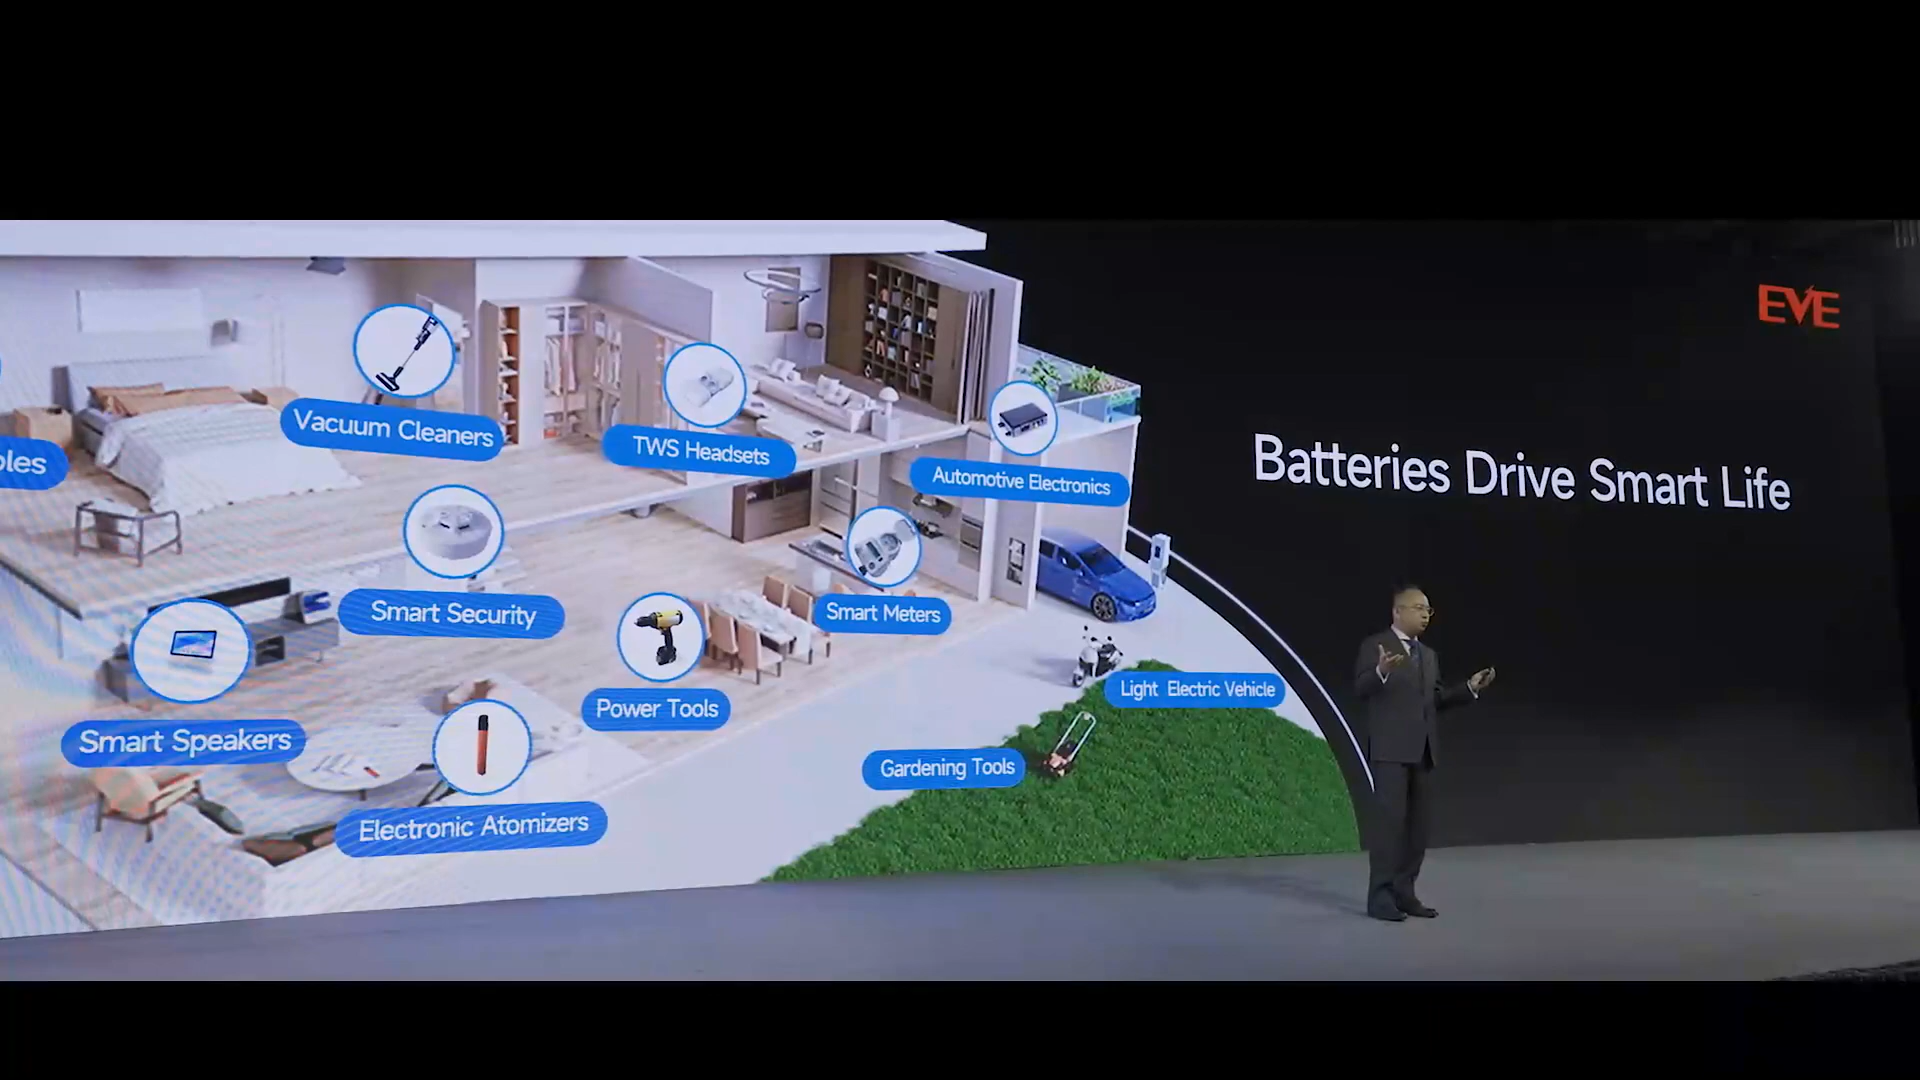 EVE
Batteries Drive Smart Life
Vacuum Cleaners
TWS Headsets
Automotive Electronics
Smart Security
Smart Meters
Smart Speakers
Power Tools
Light Electric Vehicle
Gardening Tools
Electronic Atomizers